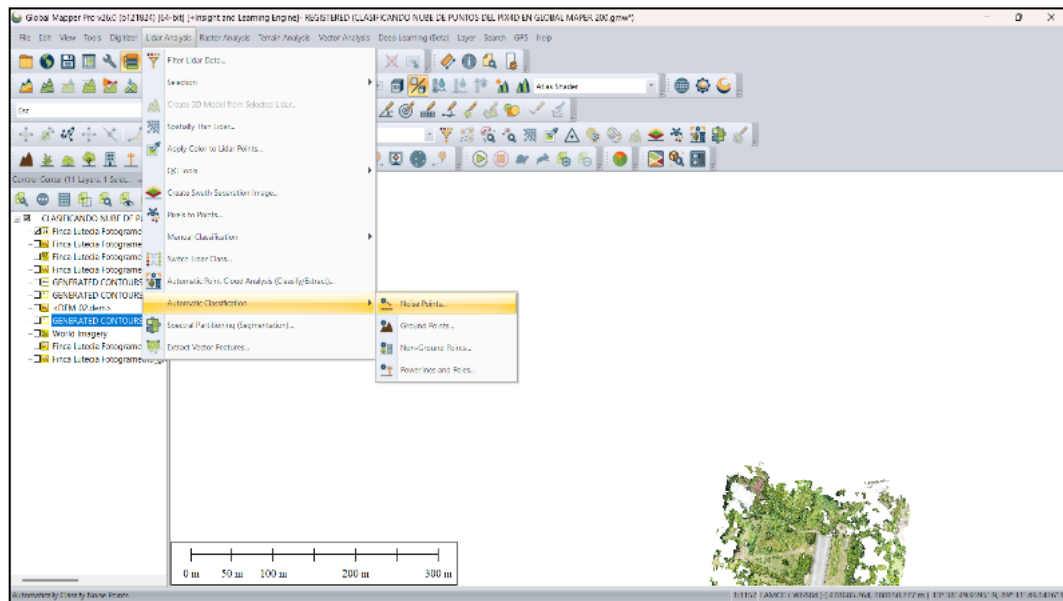 Global Mapper Pro v26.0 (b121824) [64-bit] [+Insight and Learning Engine]- REGISTERED (CLASIFICANDO NUBE DE PUNTOS DEL PIX4D EN GLOBAL MAPER 200.gmw*)
File Edit View Tools Digitizer Lidar Analysis Raster Analysis Terrain Analysis Vector Analysis Deep Learning (Beta) Layer Search GPS Help
Filter Lidar Data...
Selection
Create 3D Model from Selected Lidar...
Spatially Thin Lidar...
Apply Color to Lidar Points...
QC Tools
Create Swath Separation Image...
Pixels to Points...
Manual Classification
Switch Lidar Class...
Automatic Point Cloud Analysis (Classify/Extract)...
Automatic Classification
Spectral Partitioning (Segmentation)...
Extract Vector Features...
Noise Points...
Ground Points...
Non-Ground Points...
Powerlines and Poles...
Atlas Shader
Control Center (11 Layers, 1 Selec...
CLASIFICANDO NUBE DE P
Finca Lutecia Fotograme
Finca Lutecia Fotograme
Finca Lutecia Fotograme
Finca Lutecia Fotograme
GENERATED CONTOURS
GENERATED CONTOURS
<DEM_02.dem>
GENERATED CONTOURS
World Imagery
Finca Lutecia Fotograme
Finca Lutecia Fotograme
0 m 50 m 100 m 200 m 300 m
Automatically Classify Noise Points